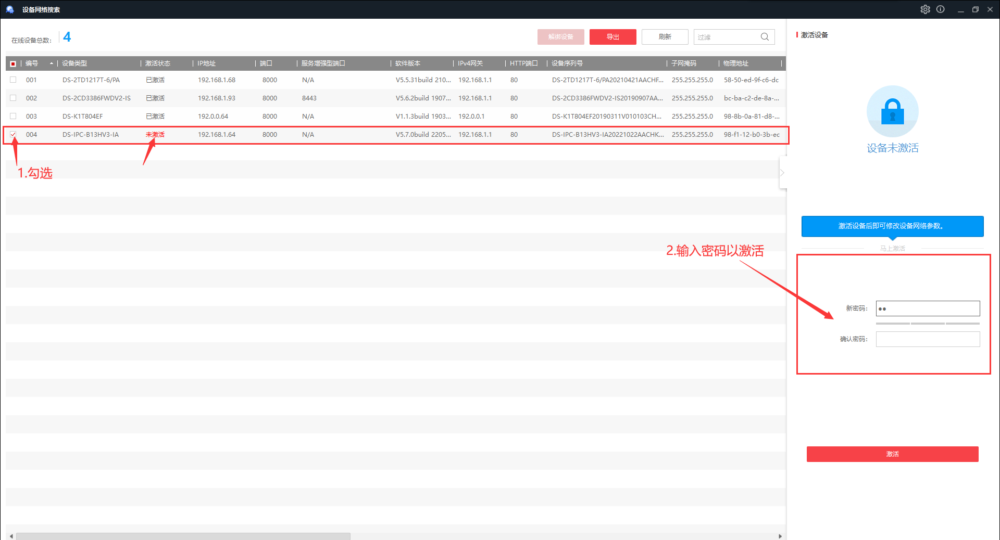 设备网络搜索
在线设备总数： 4
解绑设备 导出 刷新 过滤
编号 设备类型 激活状态 IP地址 端口 服务增强型端口 软件版本 IPv4网关 HTTP端口 设备序列号 子网掩码 物理地址
001 DS-2TD1217T-6/PA 已激活 192.168.1.68 8000 N/A V5.5.31build 210... 192.168.1.1 80 DS-2TD1217T-6/PA20210421AACHF... 255.255.255.0 58-50-ed-9f-c6-dc
002 DS-2CD3386FWDV2-IS 已激活 192.168.1.93 8000 8443 V5.6.2build 1907... 192.168.1.1 80 DS-2CD3386FWDV2-IS20190907AA... 255.255.255.0 bc-ba-c2-de-8a-...
003 DS-K1T804EF 已激活 192.0.0.64 8000 N/A V1.1.3build 1903... 192.0.0.1 80 DS-K1T804EF20190311V010103CH... 255.255.255.0 98-8b-0a-81-d8-...
004 DS-IPC-B13HV3-IA 未激活 192.168.1.64 8000 N/A V5.7.0build 2205... 192.168.1.1 80 DS-IPC-B13HV3-IA20221022AACHK... 255.255.255.0 98-f1-12-b0-3b-ec
1.勾选
2.输入密码以激活
激活设备
设备未激活
激活设备后即可修改设备网络参数。
马上激活
新密码： ●●
确认密码：
激活